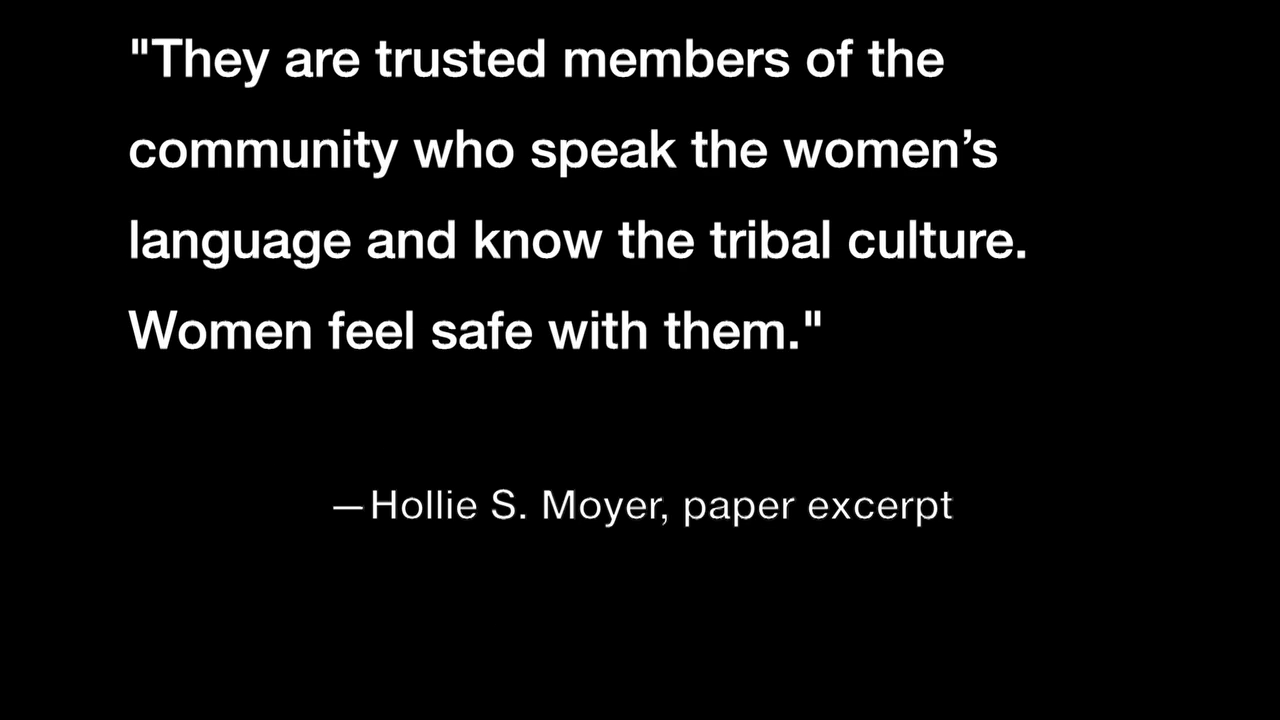 "They are trusted members of the
community who speak the women’s
language and know the tribal culture.
Women feel safe with them."
—Hollie S. Moyer, paper excerpt